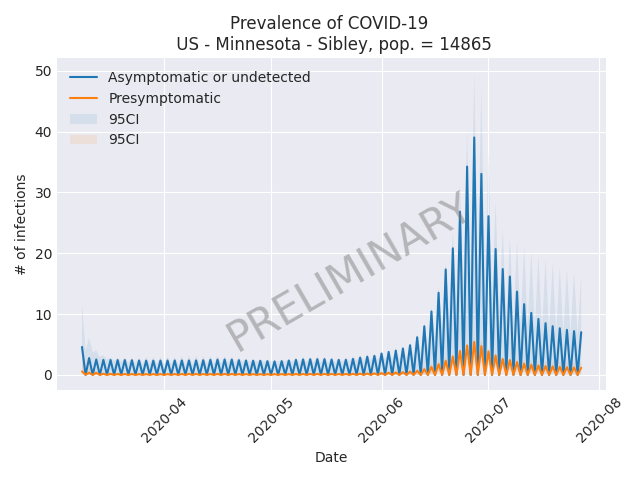 Prevalence of COVID-19
US - Minnesota - Sibley, pop. = 14865
Asymptomatic or undetected
Presymptomatic
95CI
95CI
# of infections
50
40
30
20
10
0
PRELIMINARY
2020-04
2020-05
2020-06
2020-07
2020-08
Date